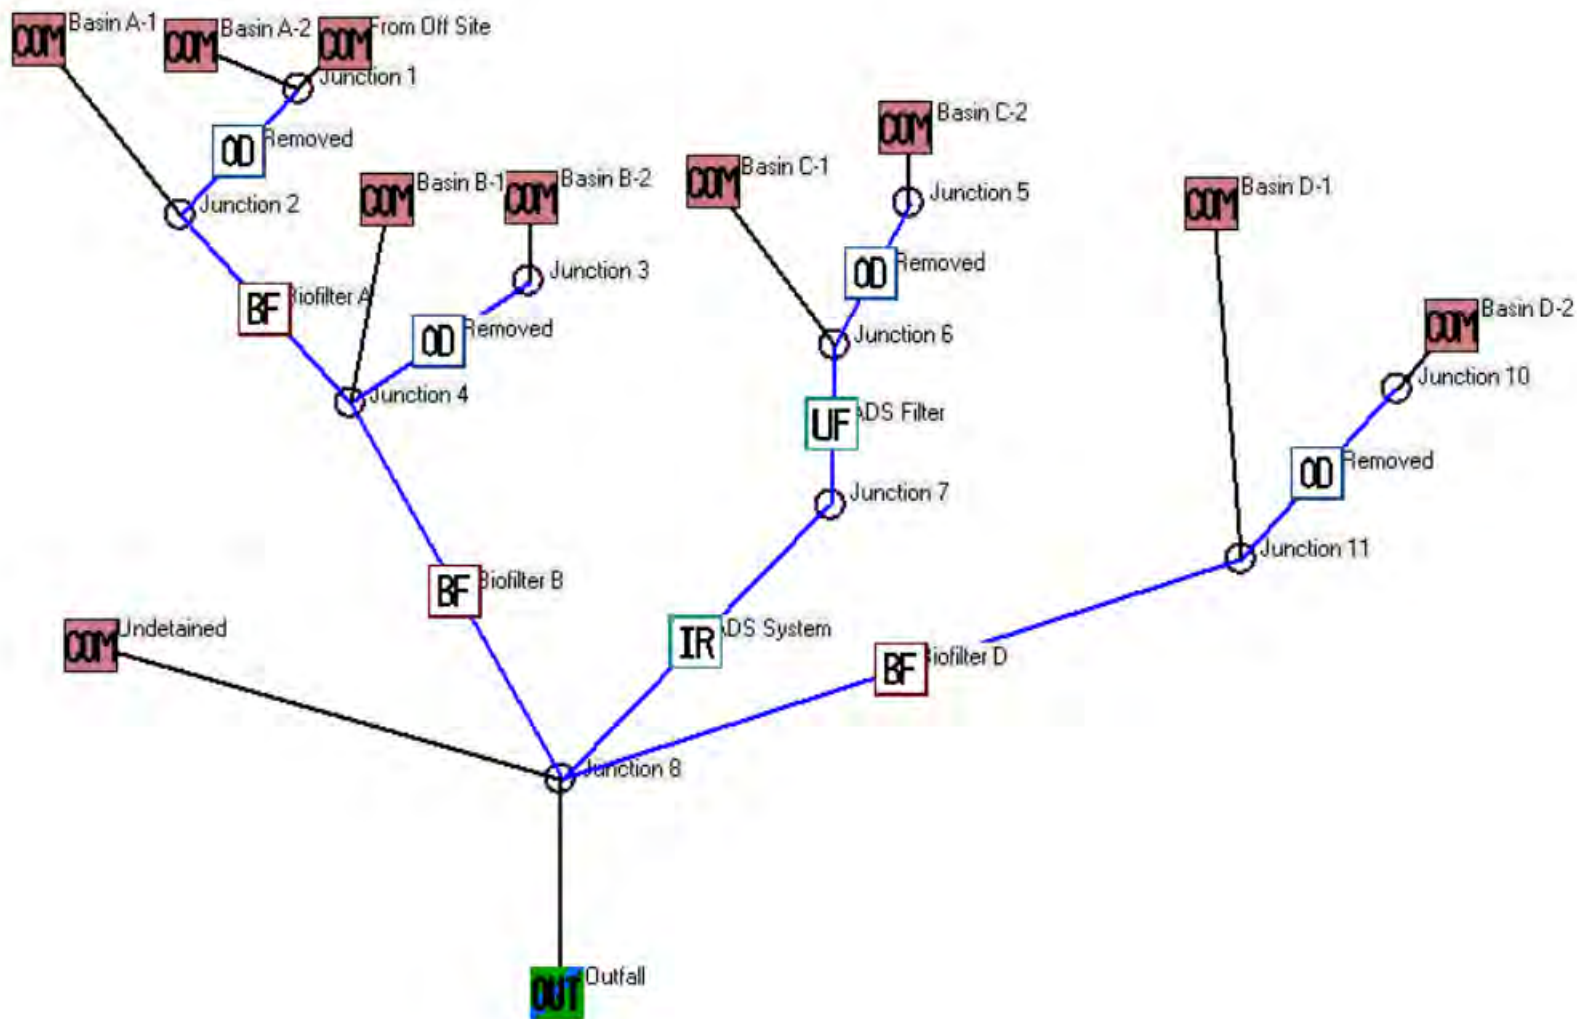 COM Basin A-1
COM Basin A-2
COM From Off Site
Junction 1
OD Removed
Junction 2
COM Basin B-1
COM Basin B-2
Junction 3
BF Biofilter A
OD Removed
Junction 4
COM Basin C-1
COM Basin C-2
Junction 5
OD Removed
Junction 6
UF ADS Filter
Junction 7
COM Basin D-1
COM Basin D-2
Junction 10
OD Removed
Junction 11
BF Biofilter B
COM Undetained
IR ADS System
BF Biofilter D
Junction 8
OUT Outfall